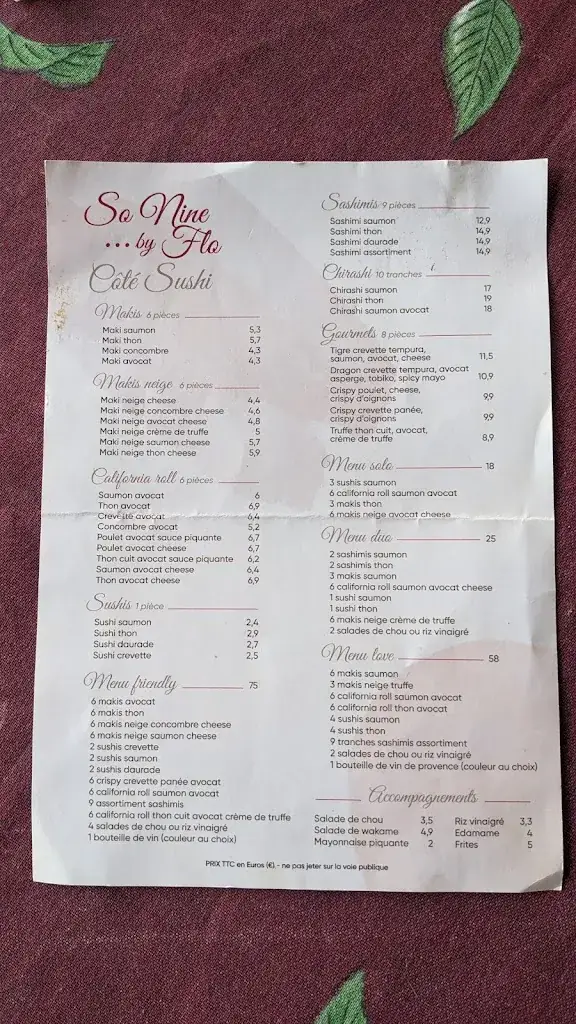 So Nine
... by Flo
Côté Sushi
Makis 6 pièces
Maki saumon 5,3
Maki thon 5,7
Maki concombre 4,3
Maki avocat 4,3
Makis neige 6 pièces
Maki neige cheese 4,4
Maki neige concombre cheese 4,6
Maki neige avocat cheese 4,8
Maki neige crème de truffe 5
Maki neige saumon cheese 5,7
Maki neige thon cheese 5,9
California roll 6 pièces
Saumon avocat 6
Thon avocat 6,9
Crevette avocat 6,4
Concombre avocat 5,2
Poulet avocat sauce piquante 6,7
Poulet avocat cheese 6,7
Thon cuit avocat sauce piquante 6,2
Saumon avocat cheese 6,4
Thon avocat cheese 6,9
Sushis 1 pièce
Sushi saumon 2,4
Sushi thon 2,9
Sushi daurade 2,7
Sushi crevette 2,5
Menu friendly 75
6 makis avocat
6 makis thon
6 makis neige concombre cheese
6 makis neige saumon cheese
2 sushis crevette
2 sushis saumon
2 sushis daurade
6 crispy crevette panée avocat
6 california roll saumon avocat
9 assortiment sashimis
6 california roll thon cuit avocat crème de truffe
4 salades de chou ou riz vinaigré
1 bouteille de vin (couleur au choix)
Sashimis 9 pièces
Sashimi saumon 12,9
Sashimi thon 14,9
Sashimi daurade 14,9
Sashimi assortiment 14,9
Chirashi 10 tranches
Chirashi saumon 17
Chirashi thon 19
Chirashi saumon avocat 18
Gourmets 8 pièces
Tigre crevette tempura,
saumon, avocat, cheese 11,5
Dragon crevette tempura, avocat
asperge, tobiko, spicy mayo 10,9
Crispy poulet, cheese,
crispy d'oignons 9,9
Crispy crevette panée,
crispy d'oignons 9,9
Truffe thon cuit, avocat,
crème de truffe 8,9
Menu solo 18
3 sushis saumon
6 california roll saumon avocat
3 makis thon
6 makis neige avocat cheese
Menu duo 25
2 sashimis saumon
2 sashimis thon
3 makis saumon
6 california roll saumon avocat cheese
1 sushi saumon
1 sushi thon
6 makis neige crème de truffe
2 salades de chou ou riz vinaigré
Menu love 58
6 makis saumon
3 makis neige truffe
6 california roll saumon avocat
6 california roll thon avocat
4 sushis saumon
4 sushis thon
9 tranches sashimis assortiment
2 salades de chou ou riz vinaigré
1 bouteille de vin de provence (couleur au choix)
Accompagnements
Salade de chou 3,5 Riz vinaigré 3,3
Salade de wakame 4,9 Edamame 4
Mayonnaise piquante 2 Frites 5
PRIX TTC en Euros (€). - ne pas jeter sur la voie publique